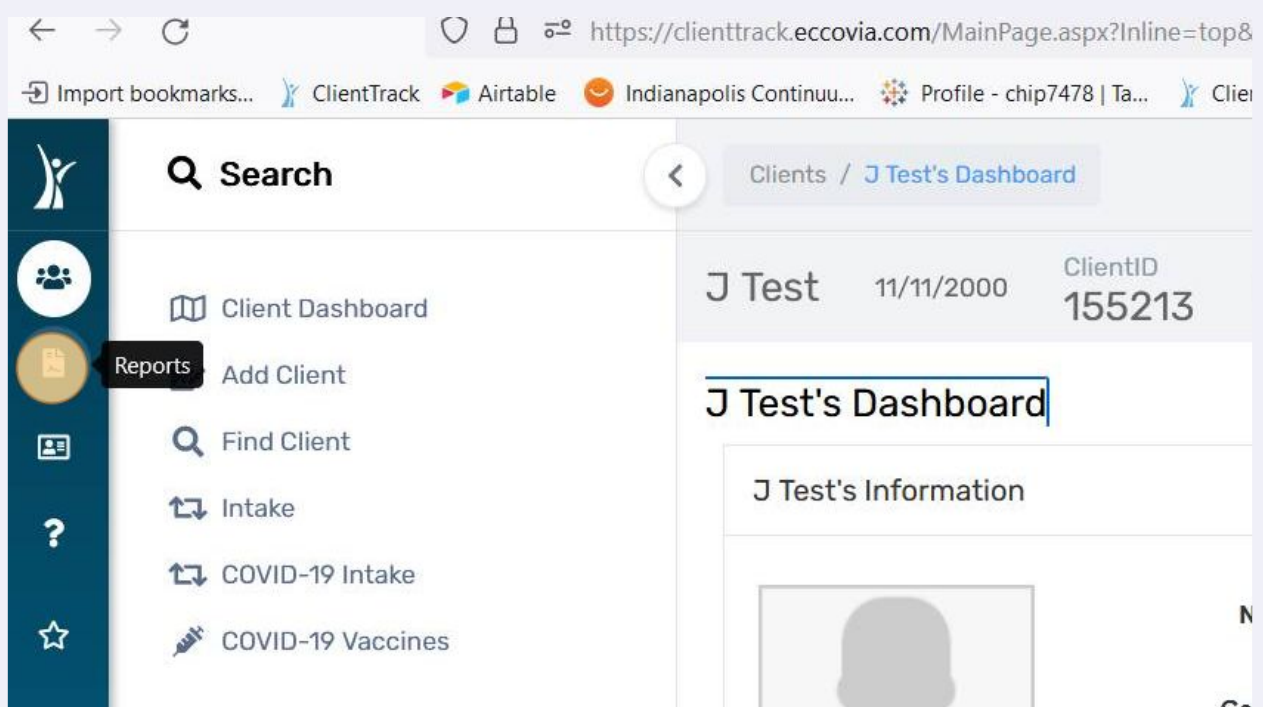 https://clienttrack.eccovia.com/MainPage.aspx?Inline=top&
Import bookmarks... ClientTrack Airtable Indianapolis Continuu... Profile - chip7478 | Ta... Clie
Search
Clients / J Test's Dashboard
J Test 11/11/2000 ClientID
155213
Client Dashboard
Reports
Add Client
J Test's Dashboard
Find Client
J Test's Information
Intake
COVID-19 Intake
COVID-19 Vaccines
N